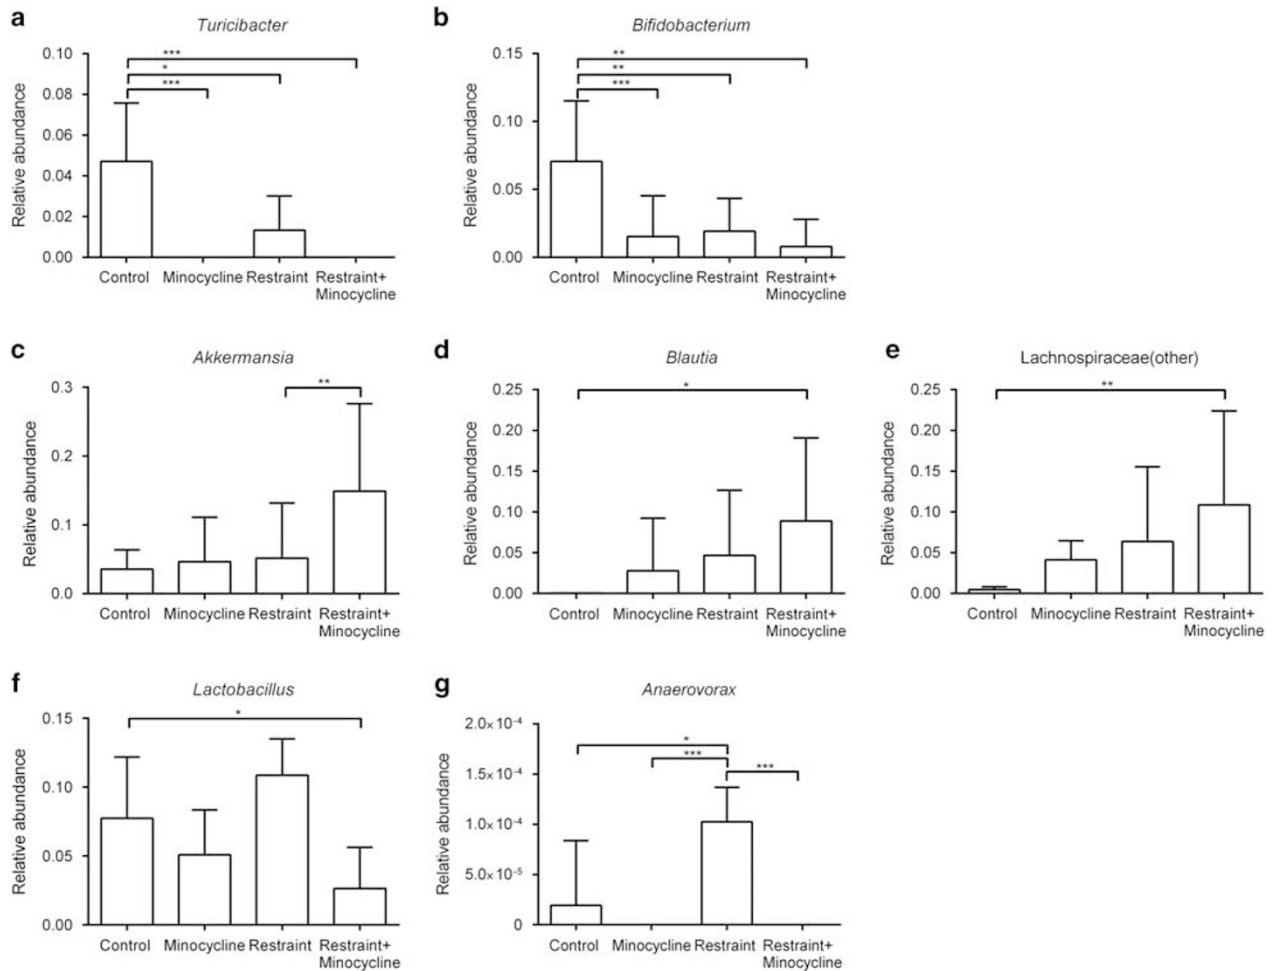 a
Turicibacter
Relative abundance
0.10
0.08
0.06
0.04
0.02
0.00
***
*
***
Control
Minocycline
Restraint
Restraint+
Minocycline
b
Bifidobacterium
Relative abundance
0.15
0.10
0.05
0.00
**
**
***
Control
Minocycline
Restraint
Restraint+
Minocycline
c
Akkermansia
Relative abundance
0.3
0.2
0.1
0.0
**
Control
Minocycline
Restraint
Restraint+
Minocycline
d
Blautia
Relative abundance
0.25
0.20
0.15
0.10
0.05
0.00
*
Control
Minocycline
Restraint
Restraint+
Minocycline
e
Lachnospiraceae(other)
Relative abundance
0.25
0.20
0.15
0.10
0.05
0.00
**
Control
Minocycline
Restraint
Restraint+
Minocycline
f
Lactobacillus
Relative abundance
0.15
0.10
0.05
0.00
*
Control
Minocycline
Restraint
Restraint+
Minocycline
g
Anaerovorax
Relative abundance
2.0×10⁻⁴
1.5×10⁻⁴
1.0×10⁻⁴
5.0×10⁻⁵
0
*
***
***
Control
Minocycline
Restraint
Restraint+
Minocycline